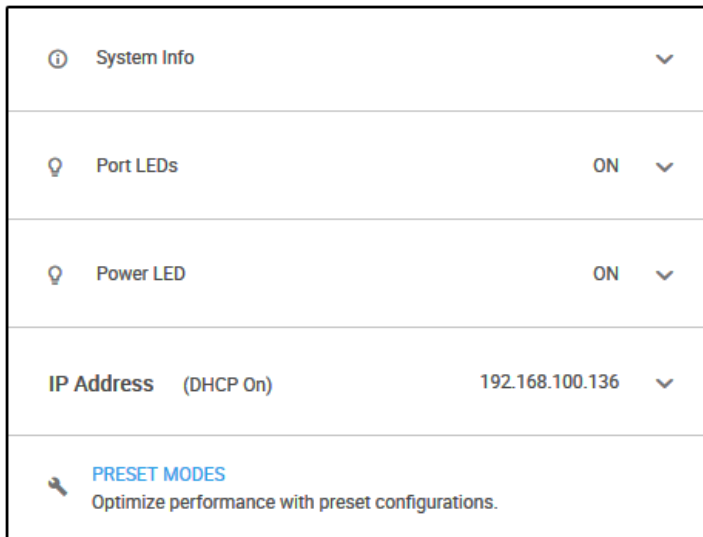 System Info
Port LEDs ON
Power LED ON
IP Address (DHCP On) 192.168.100.136
PRESET MODES
Optimize performance with preset configurations.